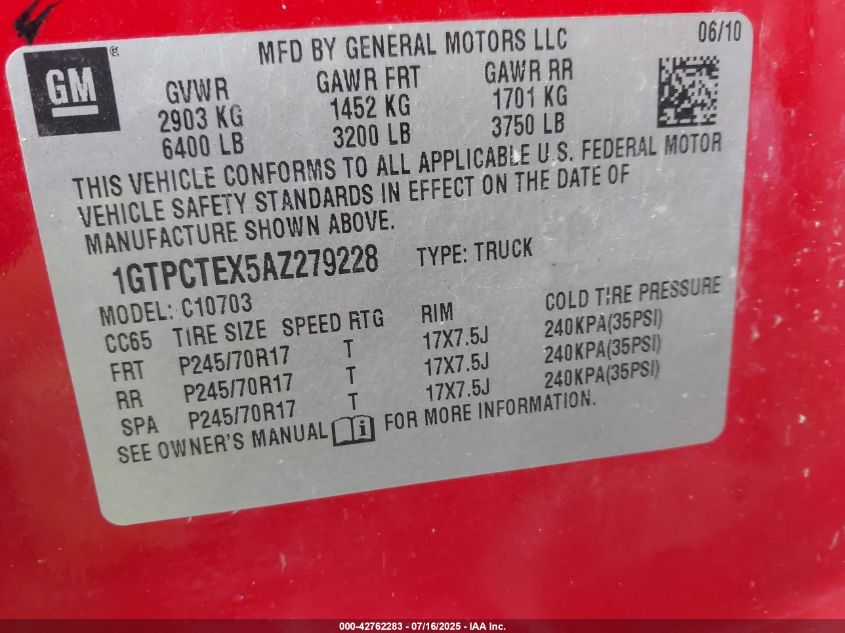 GM
MFD BY GENERAL MOTORS LLC 06/10
GVWR GAWR FRT GAWR RR
2903 KG 1452 KG 1701 KG
6400 LB 3200 LB 3750 LB
THIS VEHICLE CONFORMS TO ALL APPLICABLE U.S. FEDERAL MOTOR
VEHICLE SAFETY STANDARDS IN EFFECT ON THE DATE OF
MANUFACTURE SHOWN ABOVE.
1GTPCTEX5AZ279228 TYPE: TRUCK
MODEL: C10703
CC65 TIRE SIZE SPEED RTG RIM COLD TIRE PRESSURE
FRT P245/70R17 T 17X7.5J 240KPA(35PSI)
RR P245/70R17 T 17X7.5J 240KPA(35PSI)
SPA P245/70R17 T 17X7.5J 240KPA(35PSI)
SEE OWNER'S MANUAL i FOR MORE INFORMATION.
000-42762283 - 07/16/2025 - IAA Inc.